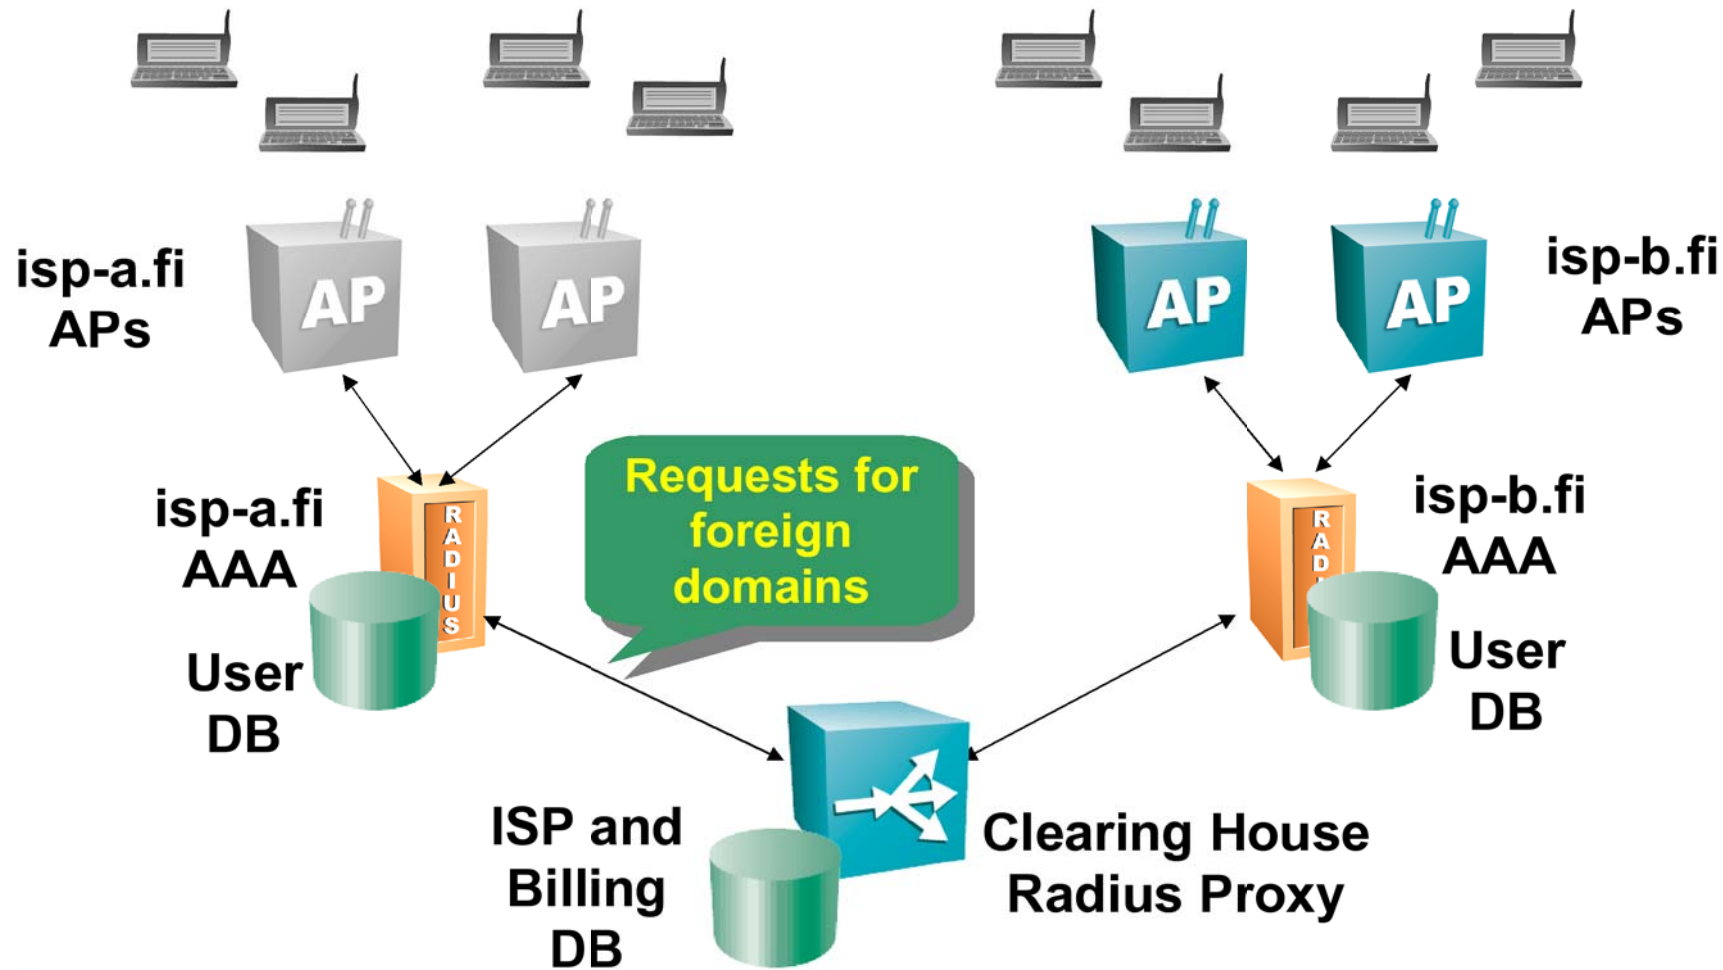 isp-a.fi
APs
AP
AP
AP
AP
isp-b.fi
APs
Requests for
foreign
domains
isp-a.fi
AAA
RADIUS
User
DB
isp-b.fi
AAA
RAD
User
DB
ISP and
Billing
DB
Clearing House
Radius Proxy